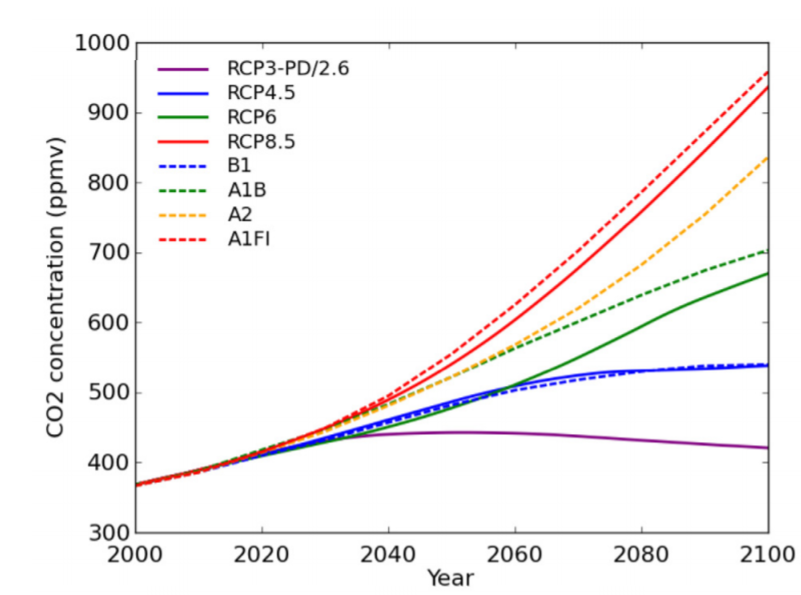 1000
900
800
700
600
500
400
300
CO2 concentration (ppmv)
RCP3-PD/2.6
RCP4.5
RCP6
RCP8.5
B1
A1B
A2
A1FI
2000 2020 2040 2060 2080 2100
Year